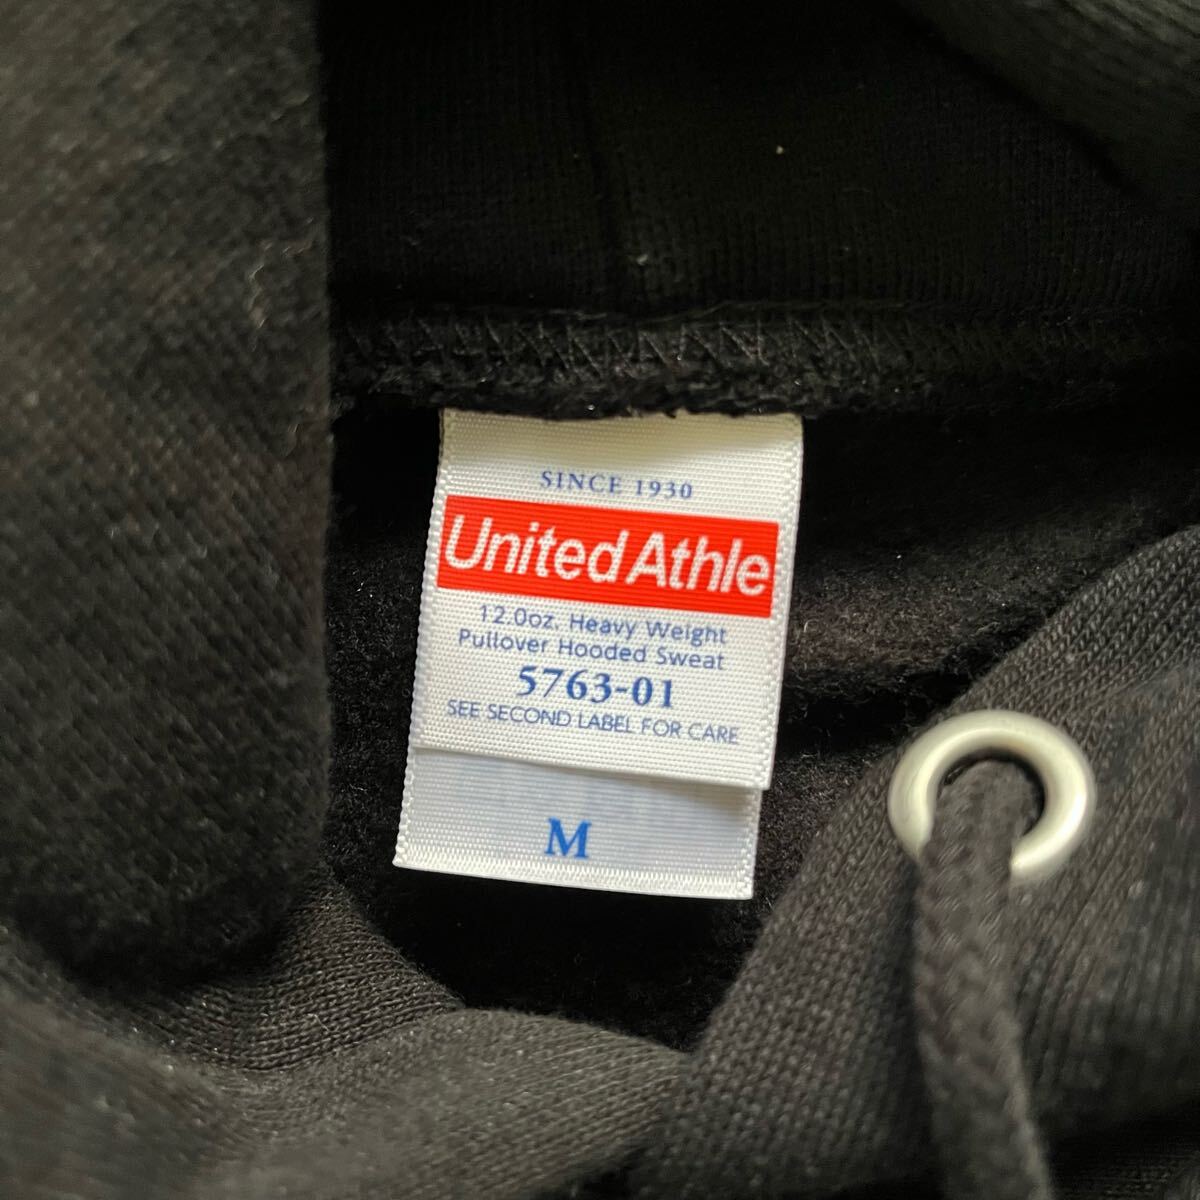 SINCE 1930
United Athle
12.0oz. Heavy Weight
Pullover Hooded Sweat
5763-01
SEE SECOND LABEL FOR CARE
M